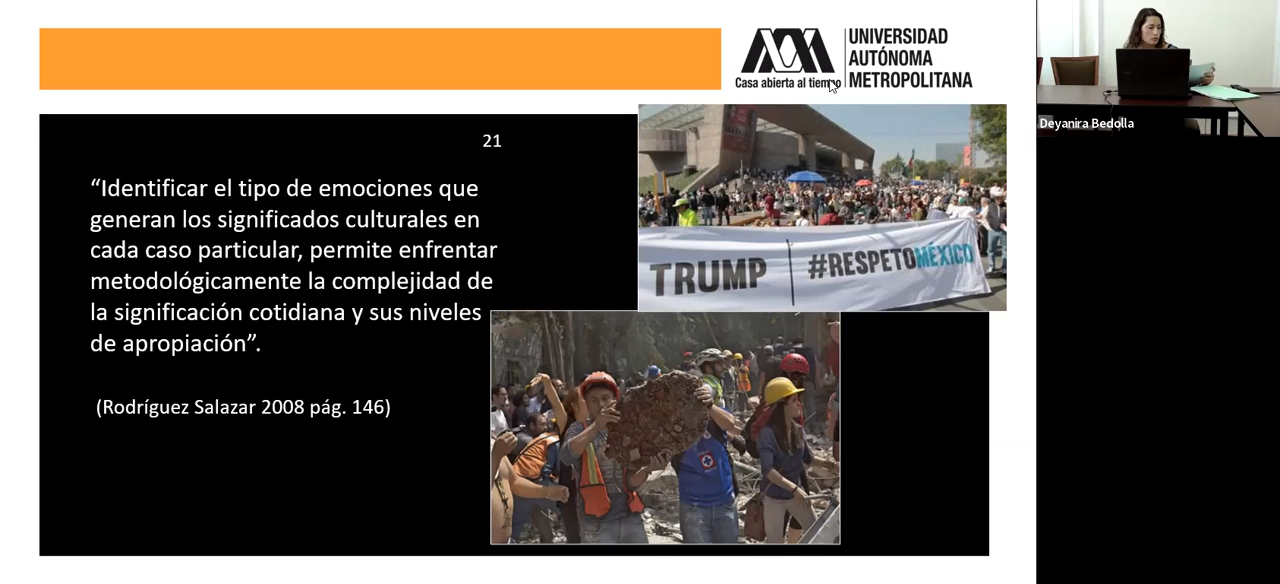 Casa abierta al tiempo
UNIVERSIDAD
AUTÓNOMA
METROPOLITANA
21
“Identificar el tipo de emociones que
generan los significados culturales en
cada caso particular, permite enfrentar
metodológicamente la complejidad de
la significación cotidiana y sus niveles
de apropiación”.
(Rodríguez Salazar 2008 pág. 146)
TRUMP #RESPETOMÉXICO
Deyanira Bedolla